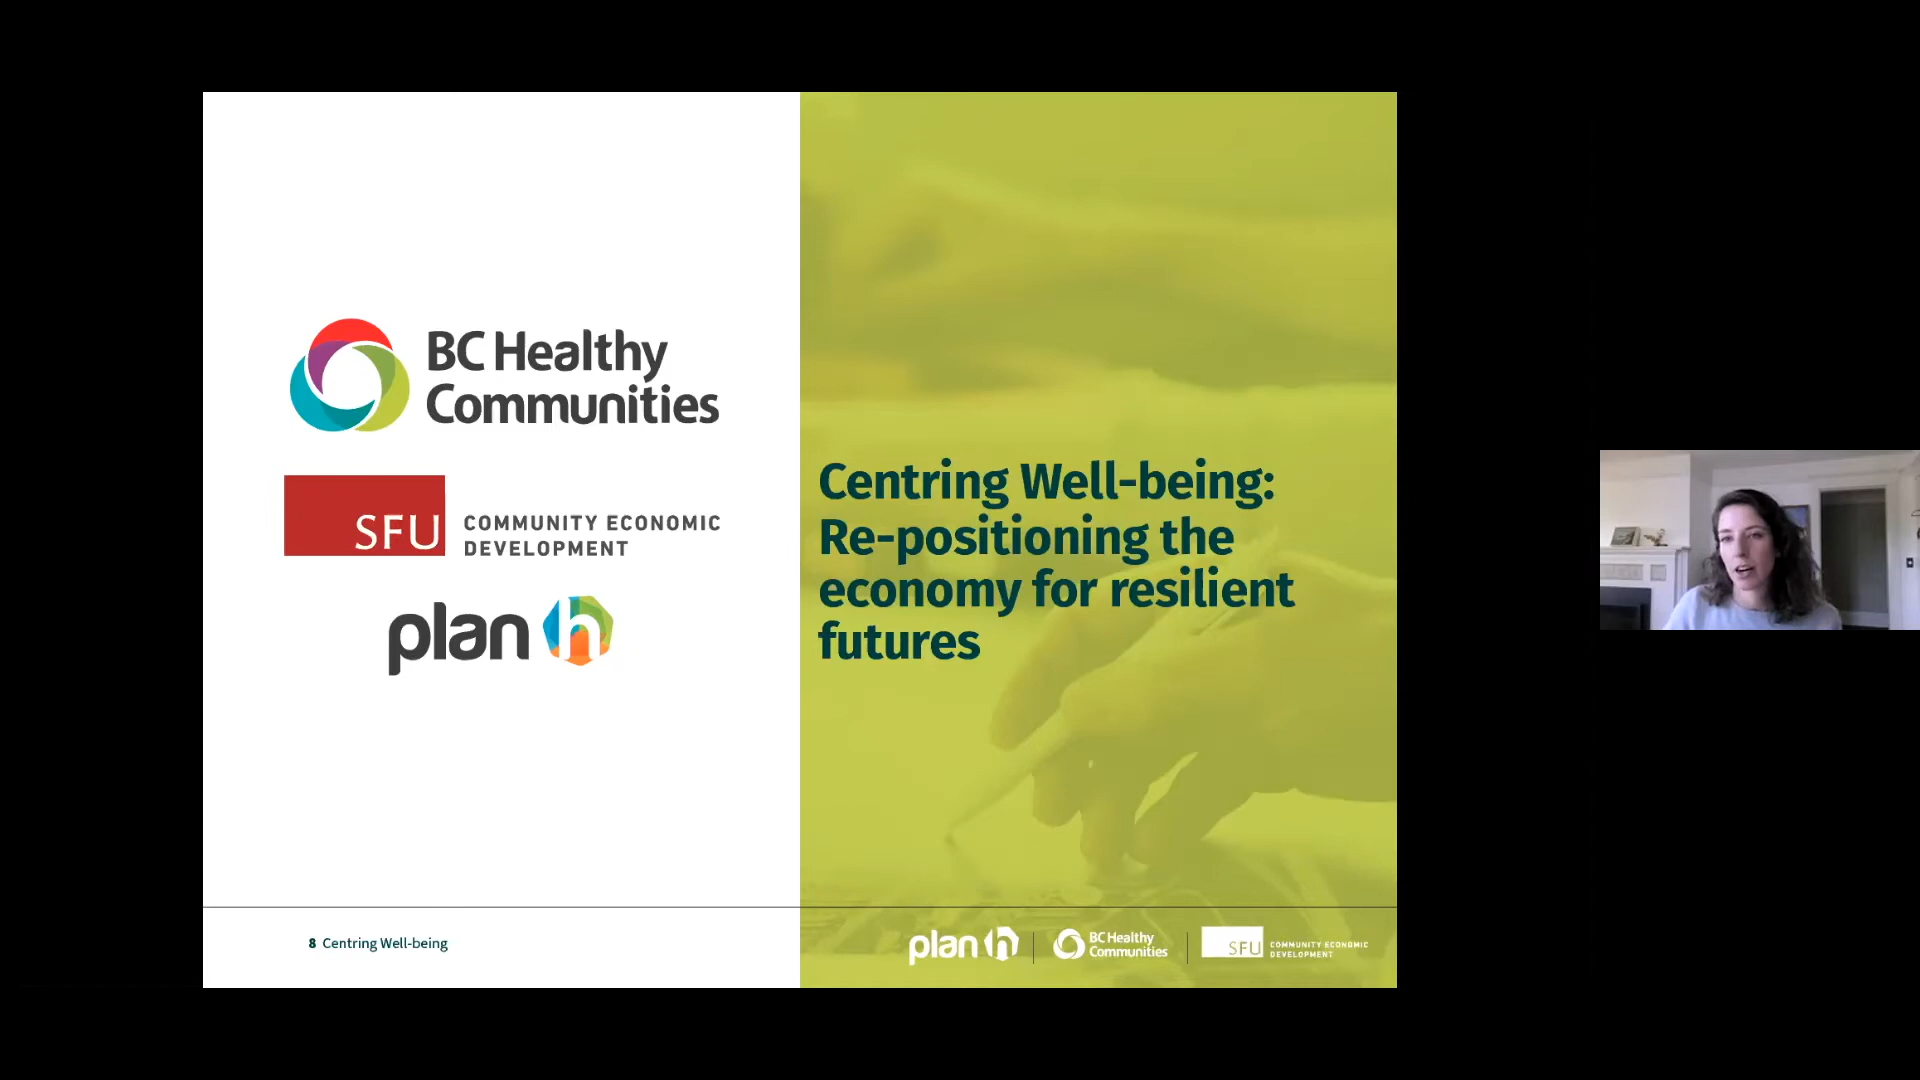 BC Healthy
Communities
SFU
COMMUNITY ECONOMIC
DEVELOPMENT
plan h
Centring Well-being:
Re-positioning the
economy for resilient
futures
8 Centring Well-being
plan h
BC Healthy
Communities
SFU
COMMUNITY ECONOMIC
DEVELOPMENT